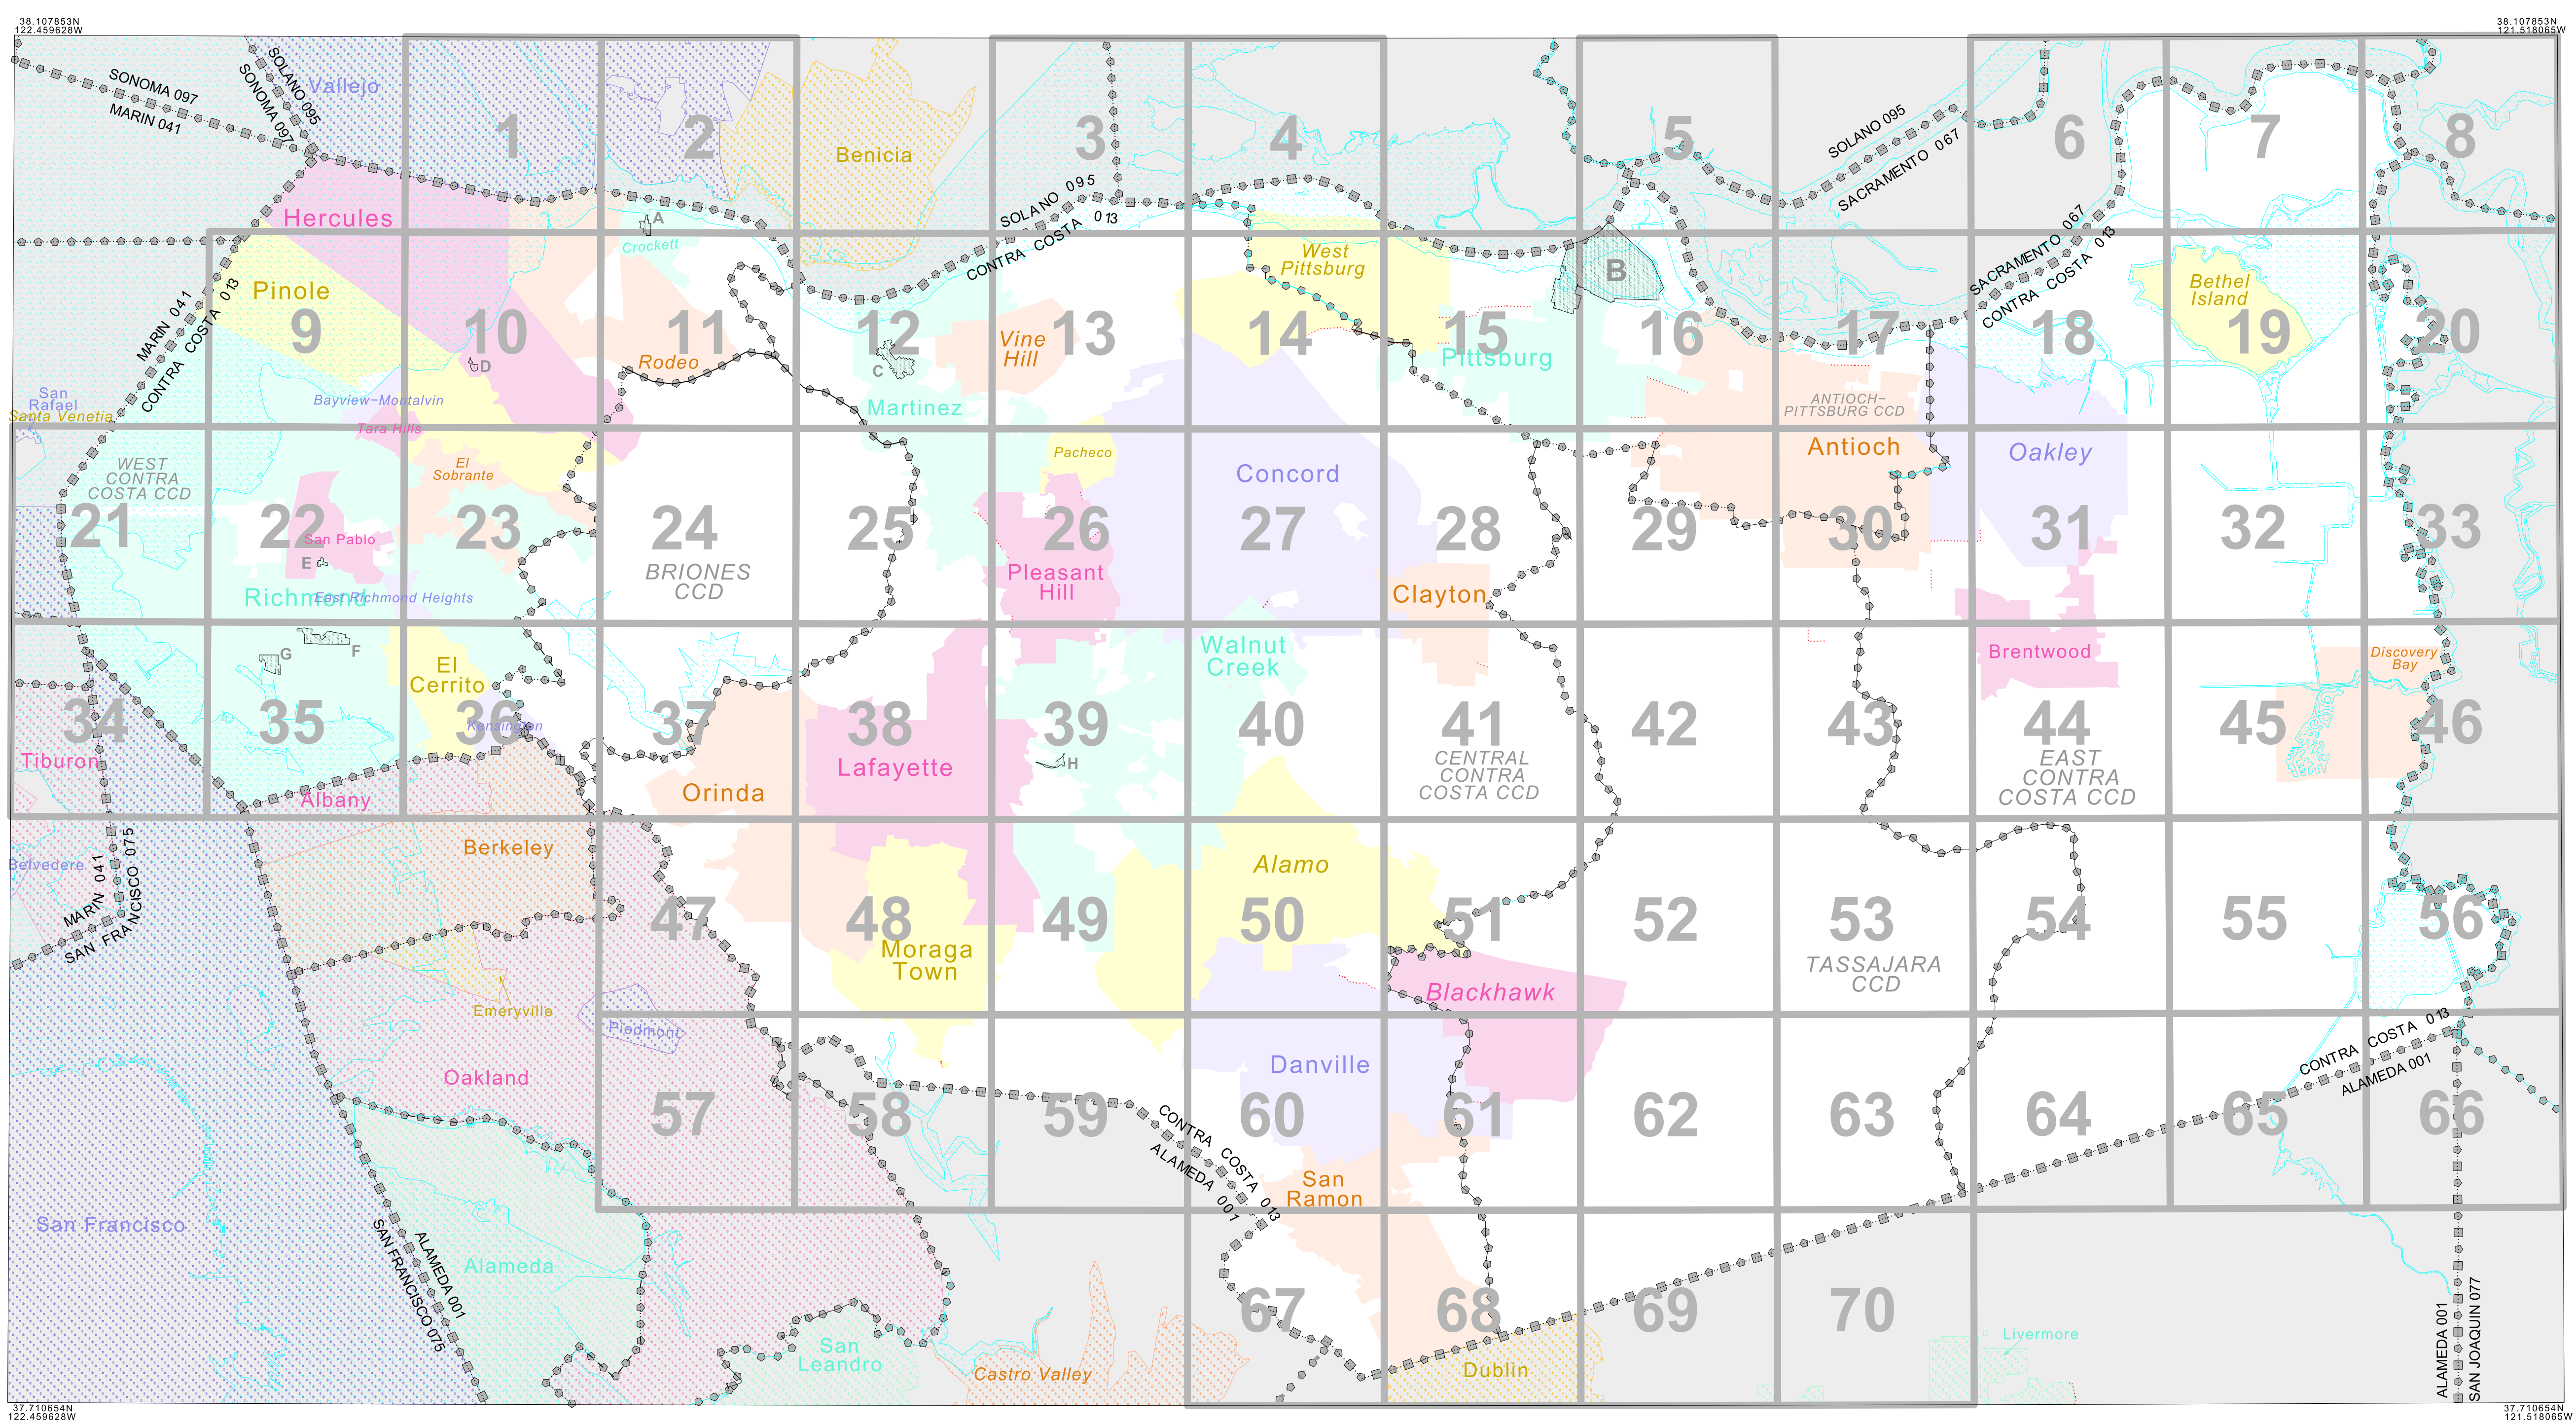 38.107853N
122.459628W
38.107853N
121.518065W
SONOMA 097
MARIN 041
SOLANO 095
SONOMA 097
Vallejo
Benicia
1
2
3
4
5
6
7
8
SOLANO 095
SACRAMENTO 067
SOLANO 095
CONTRA COSTA 013
Hercules
A
Crockett
West
Pittsburg
B
SACRAMENTO 067
CONTRA COSTA 013
Bethel
Island
Pinole
MARIN 041
CONTRA COSTA 013
9
10
11
12
13
14
15
16
17
18
19
20
Vine
Hill
Rodeo
D
C
Pittsburg
San
Rafael
Santa Venetia
Bayview-Montalvin
Tara Hills
Martinez
ANTIOCH-
PITTSBURG CCD
WEST
CONTRA
COSTA CCD
El
Sobrante
Pacheco
Concord
Antioch
Oakley
21
22
23
24
25
26
27
28
29
30
31
32
33
San Pablo
E
BRIONES
CCD
Richmond
East Richmond Heights
Pleasant
Hill
Clayton
G
F
El
Cerrito
Walnut
Creek
Brentwood
Discovery
Bay
34
35
36
37
38
39
40
41
42
43
44
45
46
Kensington
Tiburon
Albany
Orinda
Lafayette
H
CENTRAL
CONTRA
COSTA CCD
EAST
CONTRA
COSTA CCD
Belvedere
MARIN 041
SAN FRANCISCO 075
Berkeley
Alamo
47
48
49
50
51
52
53
54
55
56
Moraga
Town
TASSAJARA
CCD
Blackhawk
Emeryville
Piedmont
Oakland
Danville
CONTRA COSTA 013
ALAMEDA 001
57
58
59
60
61
62
63
64
65
66
CONTRA COSTA 013
ALAMEDA 001
San
Ramon
San Francisco
ALAMEDA 001
SAN FRANCISCO 075
Alameda
67
68
69
70
San
Leandro
Castro Valley
Dublin
Livermore
ALAMEDA 001
SAN JOAQUIN 077
37.710654N
122.459628W
37.710654N
121.518065W